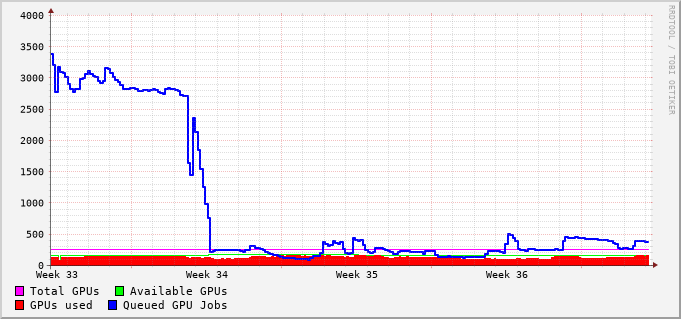 RRDTOOL / TOBI OETIKER
4000
3500
3000
2500
2000
1500
1000
500
0
Week 33 Week 34 Week 35 Week 36
Total GPUs Available GPUs
GPUs used Queued GPU Jobs